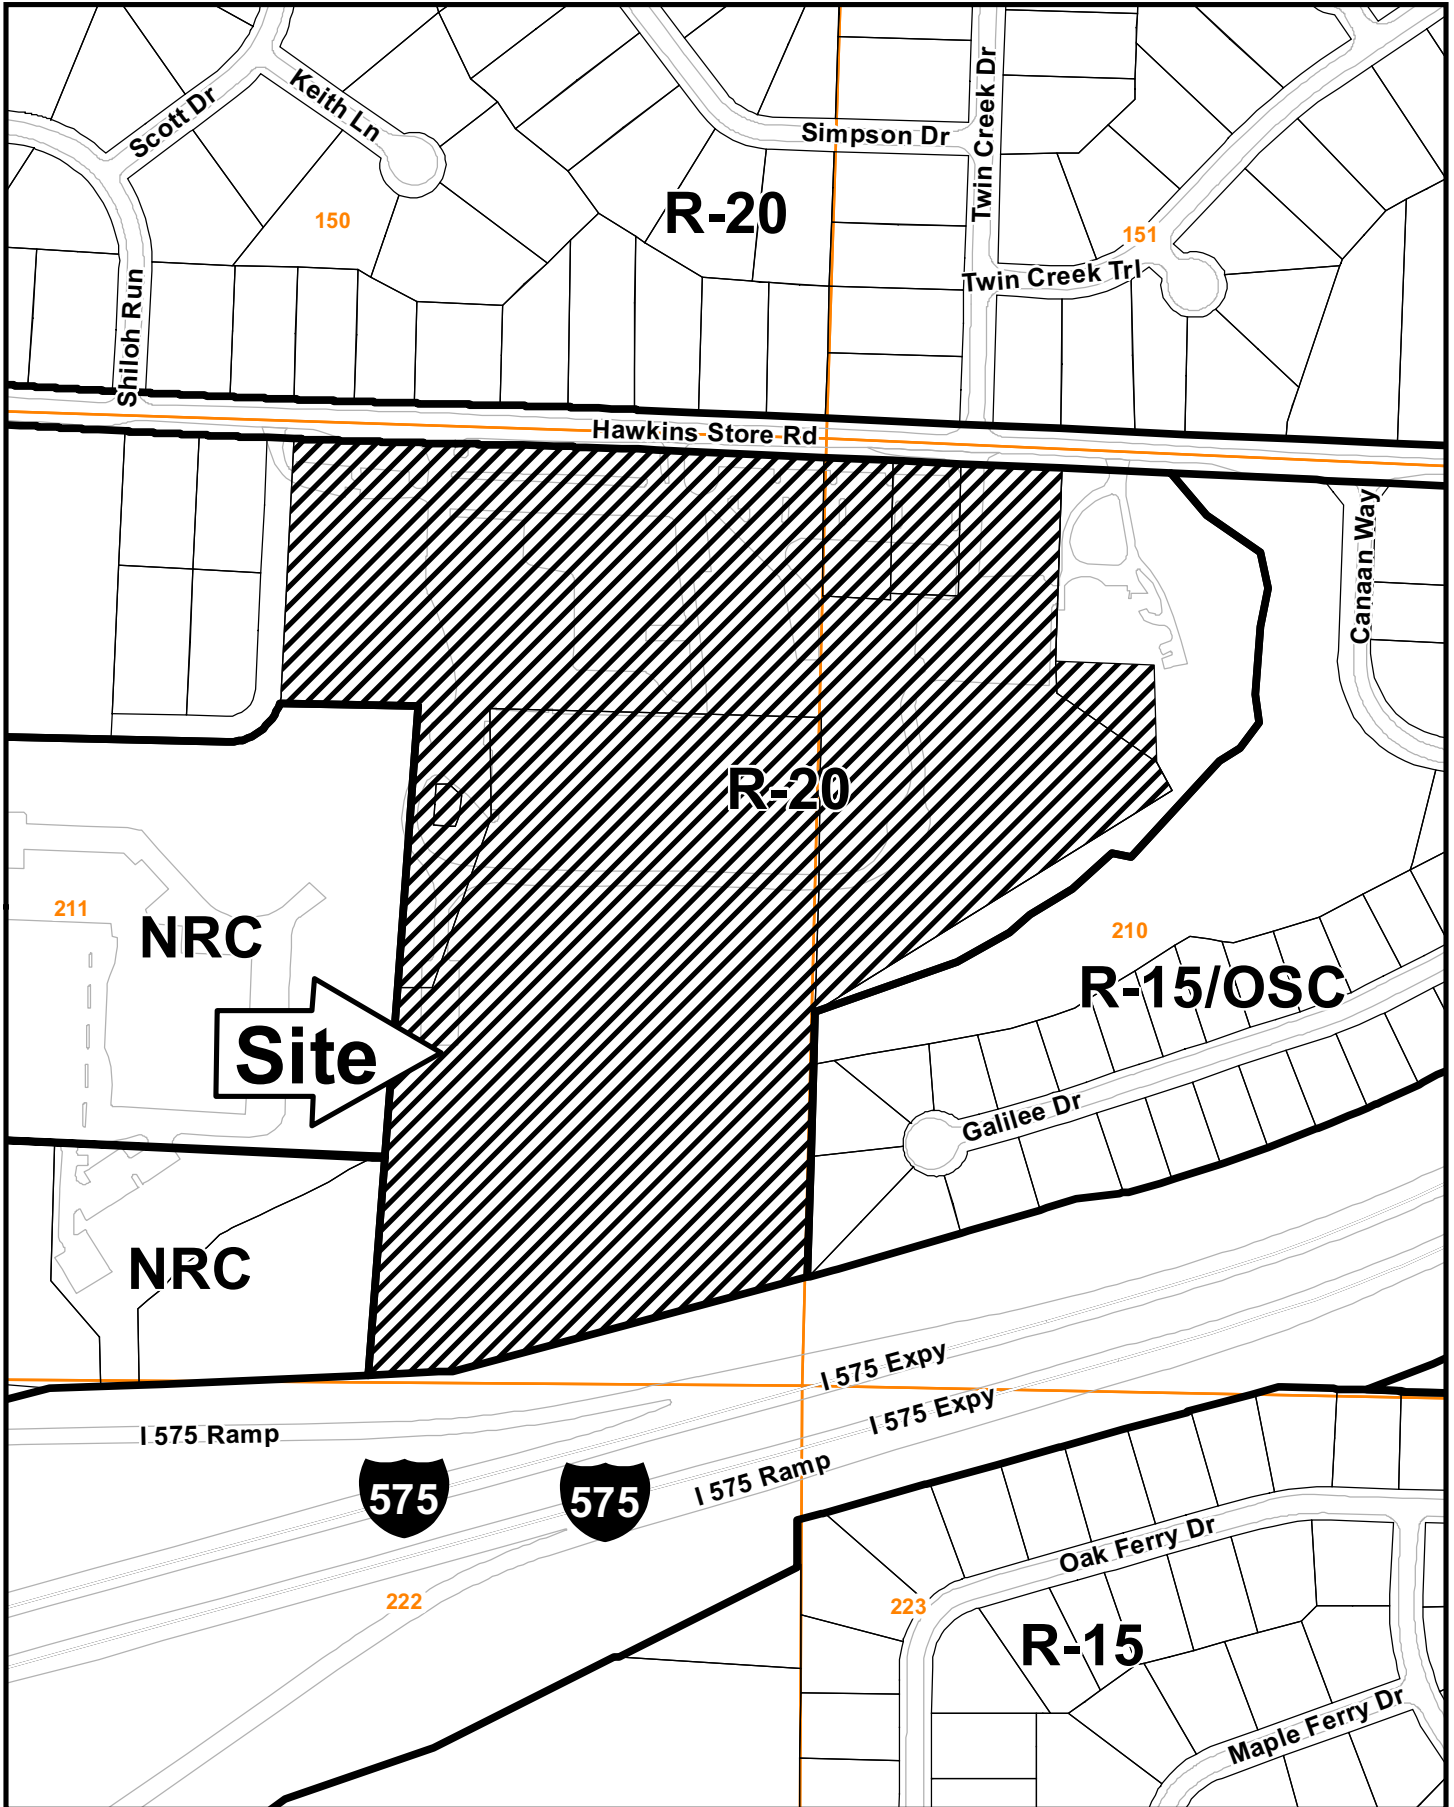 Scott Dr
Keith Ln
Simpson Dr
Twin Creek Dr
R-20
150
151
Twin Creek Trl
Shiloh Run
Hawkins Store Rd
Canaan Way
R-20
211
NRC
210
R-15/OSC
Site
Galilee Dr
NRC
I 575 Expy
I 575 Expy
I 575 Ramp
I 575 Ramp
575
575
Oak Ferry Dr
222
223
R-15
Maple Ferry Dr